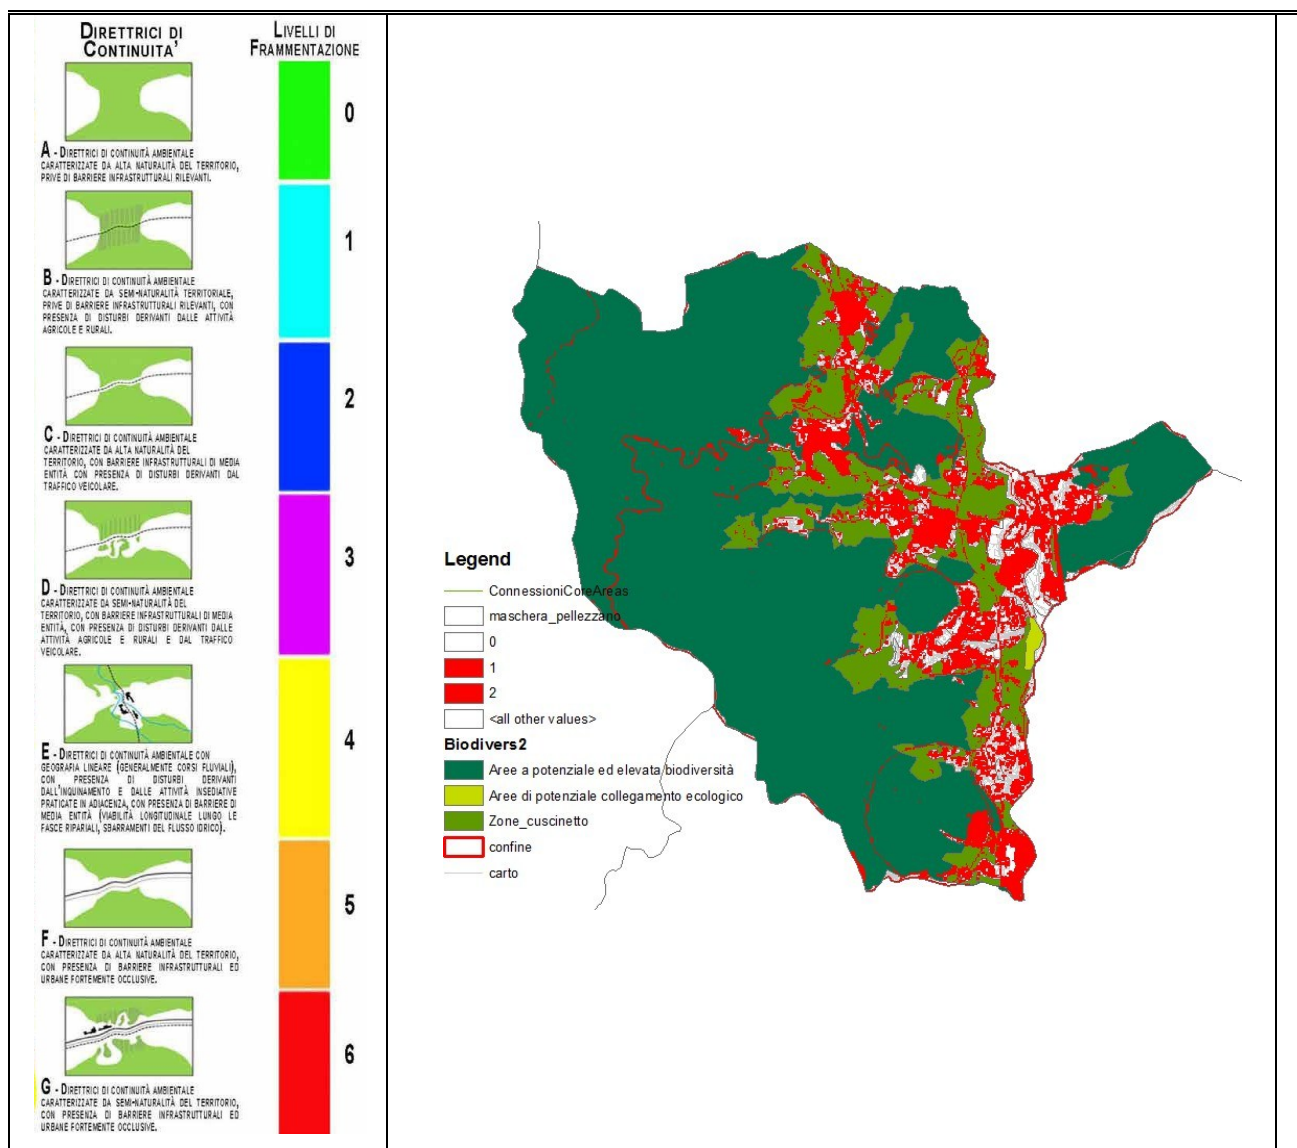 DIRETTRICI DI
CONTINUITA'
LIVELLI DI
FRAMMENTAZIONE
0
A - DIRETTRICI DI CONTINUITÀ AMBIENTALE
CARATTERIZZATE DA ALTA NATURALITÀ DEL TERRITORIO,
PRIVE DI BARRIERE INFRASTRUTTURALI RILEVANTI.
1
B - DIRETTRICI DI CONTINUITÀ AMBIENTALE
CARATTERIZZATE DA SEMI-NATURALITÀ TERRITORIALE,
PRIVE DI BARRIERE INFRASTRUTTURALI RILEVANTI, CON
PRESENZA DI DISTURBI DERIVANTI DALLE ATTIVITÀ
AGRICOLE E RURALI.
2
C - DIRETTRICI DI CONTINUITÀ AMBIENTALE
CARATTERIZZATE DA ALTA NATURALITÀ DEL
TERRITORIO, CON BARRIERE INFRASTRUTTURALI DI MEDIA
ENTITÀ CON PRESENZA DI DISTURBI DERIVANTI DAL
TRAFFICO VEICOLARE.
3
D - DIRETTRICI DI CONTINUITÀ AMBIENTALE
CARATTERIZZATE DA SEMI-NATURALITÀ DEL
TERRITORIO, CON BARRIERE INFRASTRUTTURALI DI MEDIA
ENTITÀ, CON PRESENZA DI DISTURBI DERIVANTI DALLE
ATTIVITÀ AGRICOLE E RURALI E DAL TRAFFICO
VEICOLARE.
4
E - DIRETTRICI DI CONTINUITÀ AMBIENTALE CON
GEOGRAFIA LINEARE (GENERALMENTE CORSI FLUVIALI),
CON PRESENZA DI DISTURBI DERIVANTI
DALL'INQUINAMENTO E DALLE ATTIVITÀ INSEDIATIVE
PRATICATE IN ADIACENZA, CON PRESENZA DI BARRIERE DI
MEDIA ENTITÀ (VIABILITÀ LONGITUDINALE LUNGO LE
FASCE RIPARIALI, SBARRAMENTI DEL FLUSSO IDRICO).
5
F - DIRETTRICI DI CONTINUITÀ AMBIENTALE
CARATTERIZZATE DA ALTA NATURALITÀ DEL TERRITORIO,
CON PRESENZA DI BARRIERE INFRASTRUTTURALI ED
URBANE FORTEMENTE OCCLUSIVE.
6
G - DIRETTRICI DI CONTINUITÀ AMBIENTALE
CARATTERIZZATE DA SEMI-NATURALITÀ DEL TERRITORIO,
CON PRESENZA DI BARRIERE INFRASTRUTTURALI ED
URBANE FORTEMENTE OCCLUSIVE.
Legend
ConnessioniCoreAreas
maschera_pellezzano
0
1
2
<all other values>
Biodivers2
Aree a potenziale ed elevata biodiversità
Aree di potenziale collegamento ecologico
Zone_cuscinetto
confine
carto